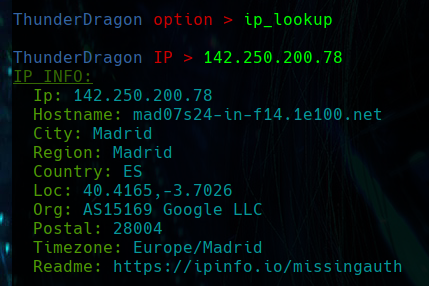 ThunderDragon option > ip_lookup
ThunderDragon IP > 142.250.200.78
IP INFO:
Ip: 142.250.200.78
Hostname: mad07s24-in-f14.1e100.net
City: Madrid
Region: Madrid
Country: ES
Loc: 40.4165,-3.7026
Org: AS15169 Google LLC
Postal: 28004
Timezone: Europe/Madrid
Readme: https://ipinfo.io/missingauth